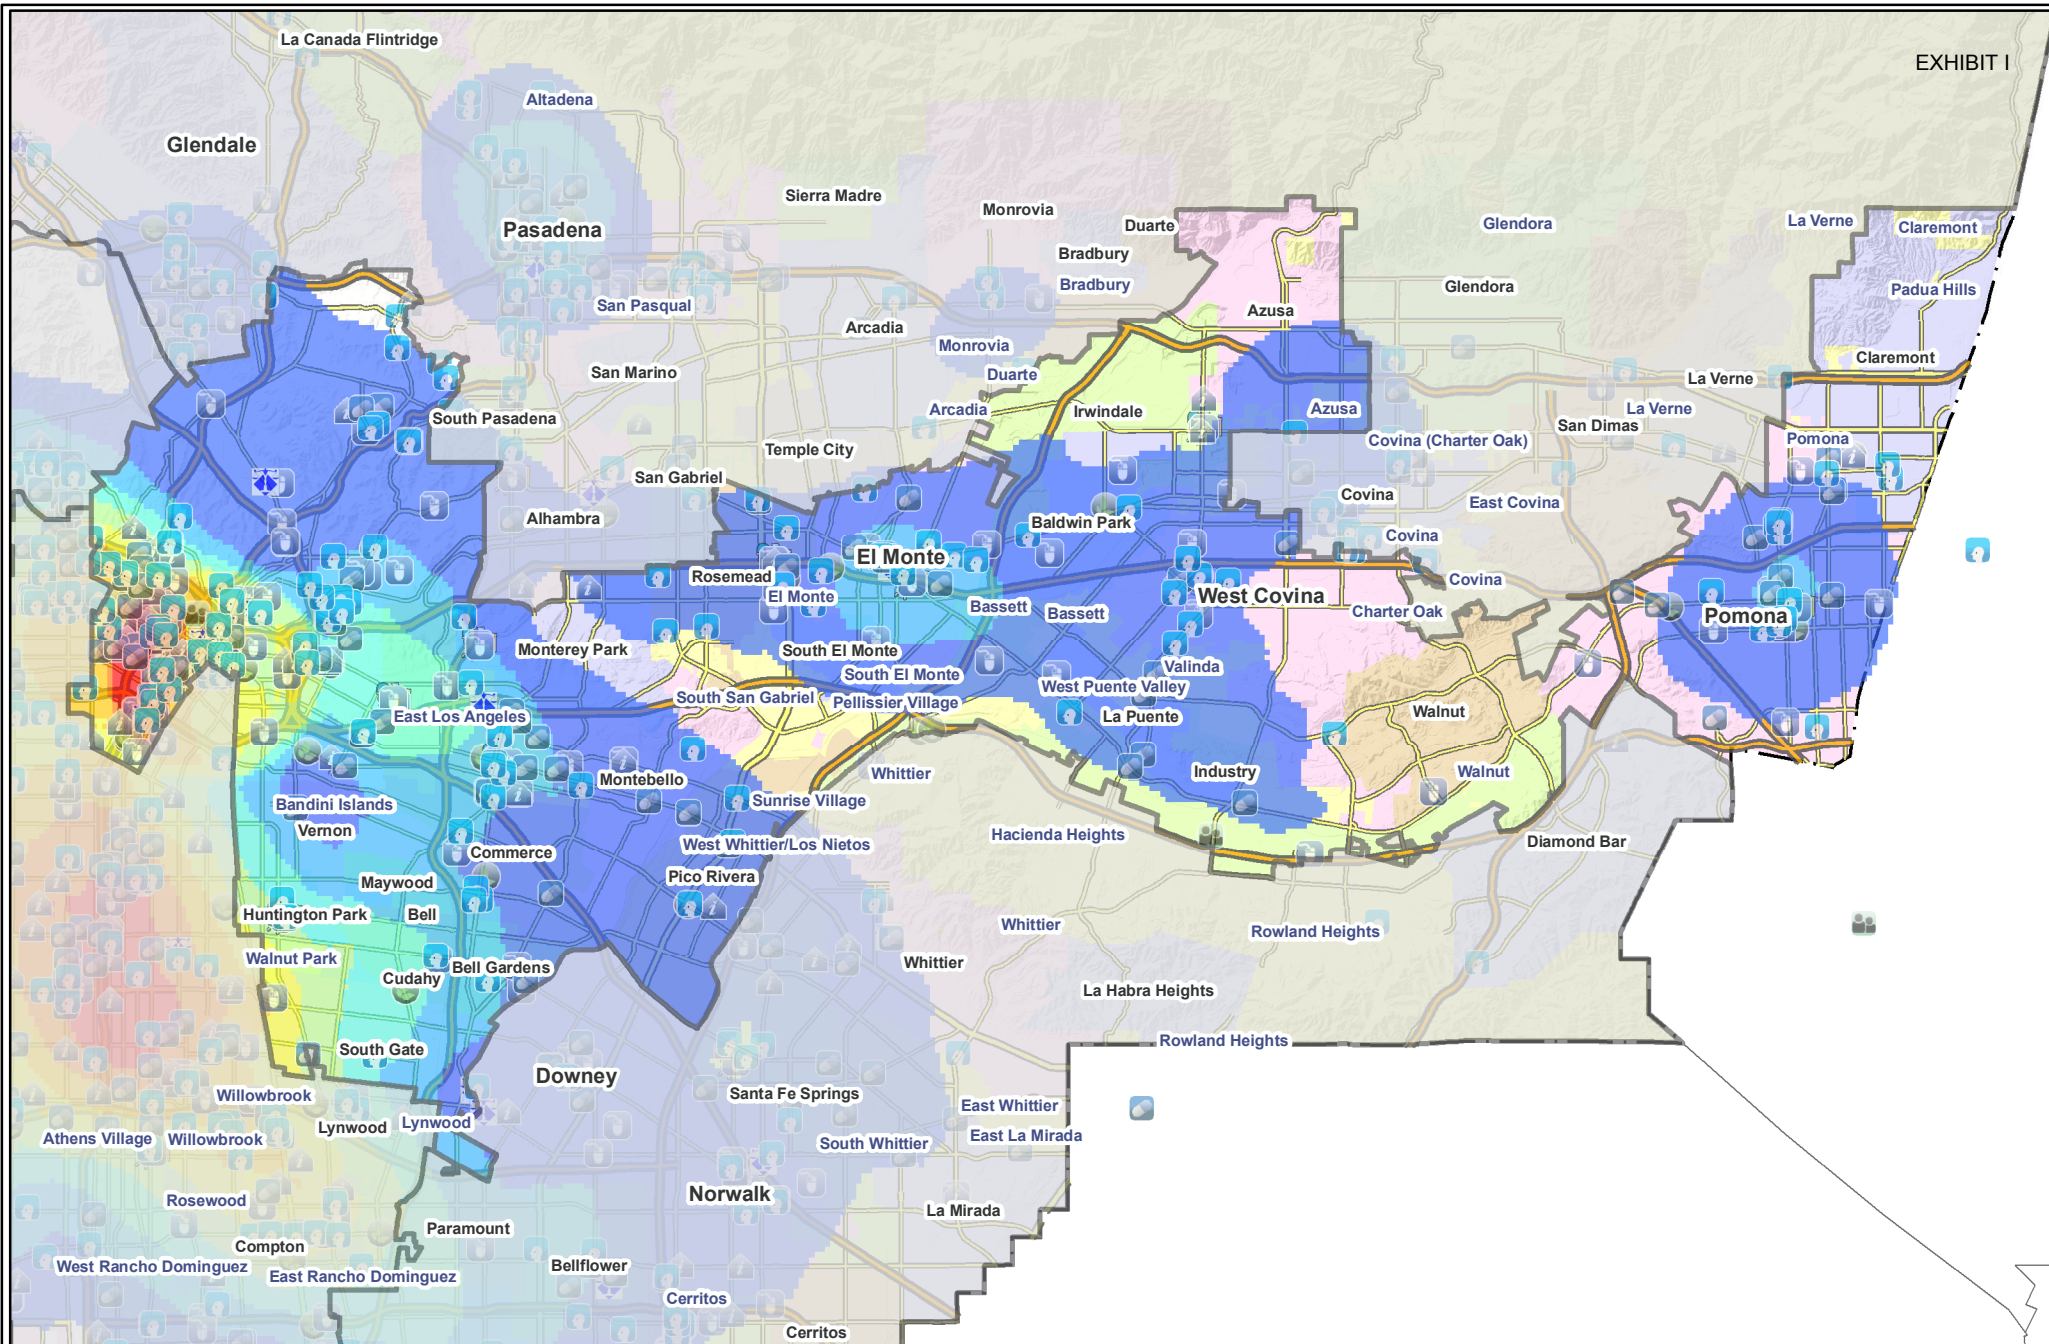 La Canada Flintridge
EXHIBIT I
Altadena
Glendale
Sierra Madre
Monrovia
Duarte
Glendora
La Verne
Claremont
Pasadena
Bradbury
Bradbury
Padua Hills
San Pasqual
Glendora
Azusa
Arcadia
Monrovia
Claremont
San Marino
Duarte
La Verne
South Pasadena
Arcadia
Irwindale
Azusa
La Verne
San Dimas
Temple City
Covina (Charter Oak)
Pomona
San Gabriel
Covina
East Covina
Alhambra
Baldwin Park
Covina
El Monte
Rosemead
Covina
El Monte
West Covina
Bassett
Bassett
Charter Oak
Pomona
Monterey Park
South El Monte
Valinda
South El Monte
West Puente Valley
South San Gabriel
Pellissier Village
Walnut
East Los Angeles
La Puente
Whittier
Industry
Walnut
Montebello
Sunrise Village
Bandini Islands
Vernon
Hacienda Heights
West Whittier/Los Nietos
Diamond Bar
Commerce
Pico Rivera
Maywood
Huntington Park
Bell
Whittier
Rowland Heights
Walnut Park
Whittier
Bell Gardens
Cudahy
La Habra Heights
South Gate
Rowland Heights
Downey
Willowbrook
Santa Fe Springs
East Whittier
Lynwood
Lynwood
Athens Village
Willowbrook
East La Mirada
South Whittier
Norwalk
Rosewood
La Mirada
Paramount
Compton
West Rancho Dominguez
Bellflower
East Rancho Dominguez
Cerritos
Cerritos